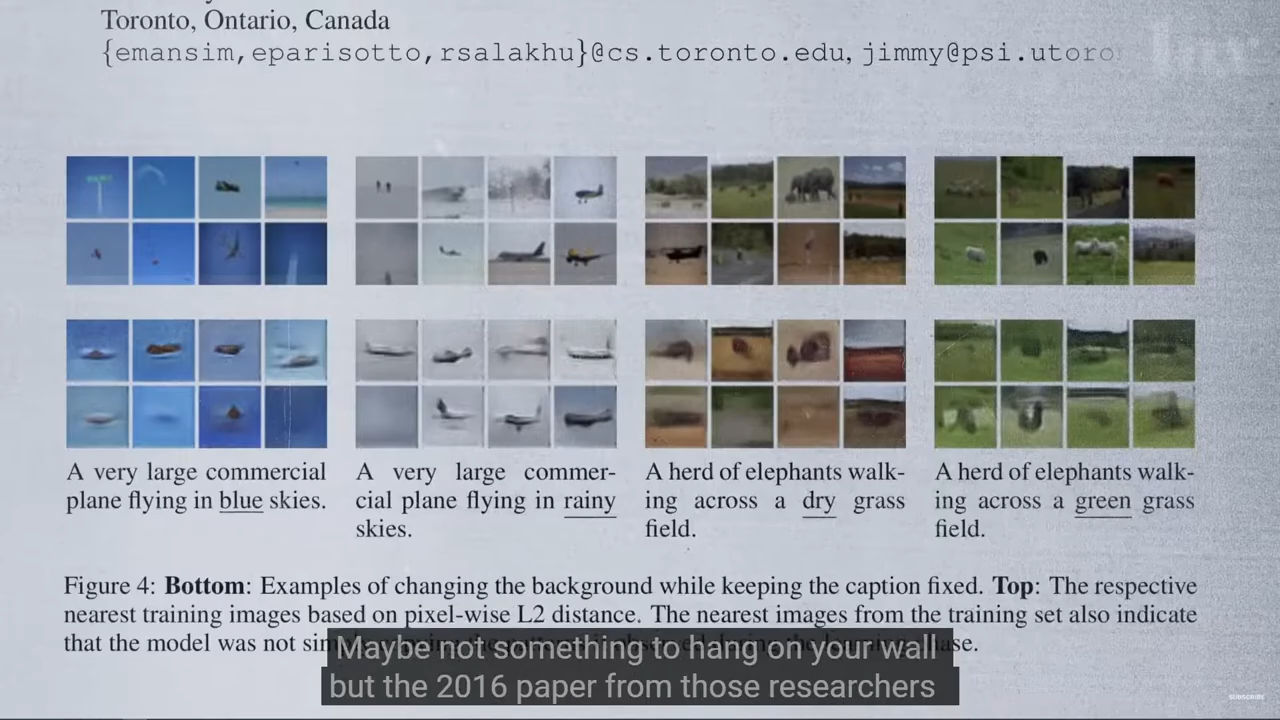 Toronto, Ontario, Canada
{emansim,eparisotto,rsalakhu}@cs.toronto.edu, jimmy@psi.utoro
A very large commercial
plane flying in blue skies.
A very large commer-
cial plane flying in rainy
skies.
A herd of elephants walk-
ing across a dry grass
field.
A herd of elephants walk-
ing across a green grass
field.
Figure 4: Bottom: Examples of changing the background while keeping the caption fixed. Top: The respective
nearest training images based on pixel-wise L2 distance. The nearest images from the training set also indicate
that the model was not
Maybe not something to hang on your wall
but the 2016 paper from those researchers
SUBSCRIBE